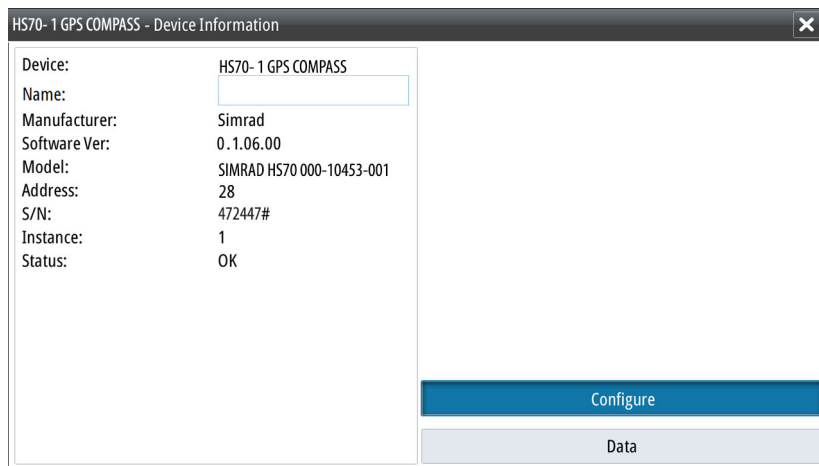 HS70- 1 GPS COMPASS - Device Information
Device: HS70- 1 GPS COMPASS
Name:
Manufacturer: Simrad
Software Ver: 0.1.06.00
Model: SIMRAD HS70 000-10453-001
Address: 28
S/N: 472447#
Instance: 1
Status: OK
Configure
Data